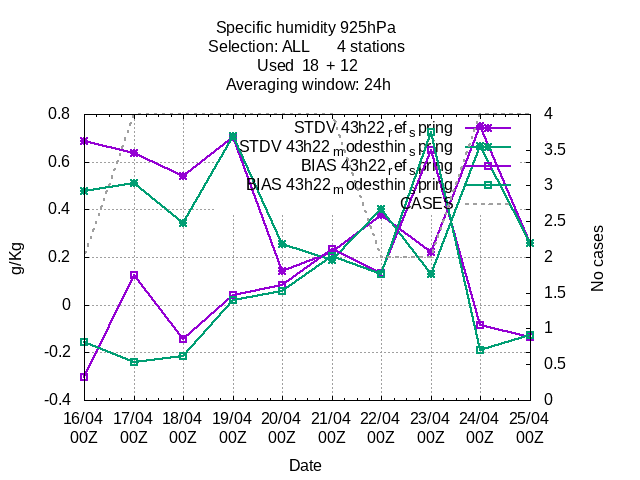 Specific humidity 925hPa
Selection: ALL 4 stations
Used 18 + 12
Averaging window: 24h
STDV 43h22refspring
STDV 43h22modesthinspring
BIAS 43h22refspring
BIAS 43h22modesthinspring
CASES
0.8
0.6
0.4
0.2
0
-0.2
-0.4
4
3.5
3
2.5
2
1.5
1
0.5
0
g/Kg
No cases
16/04 17/04 18/04 19/04 20/04 21/04 22/04 23/04 24/04 25/04
00Z 00Z 00Z 00Z 00Z 00Z 00Z 00Z 00Z 00Z
Date